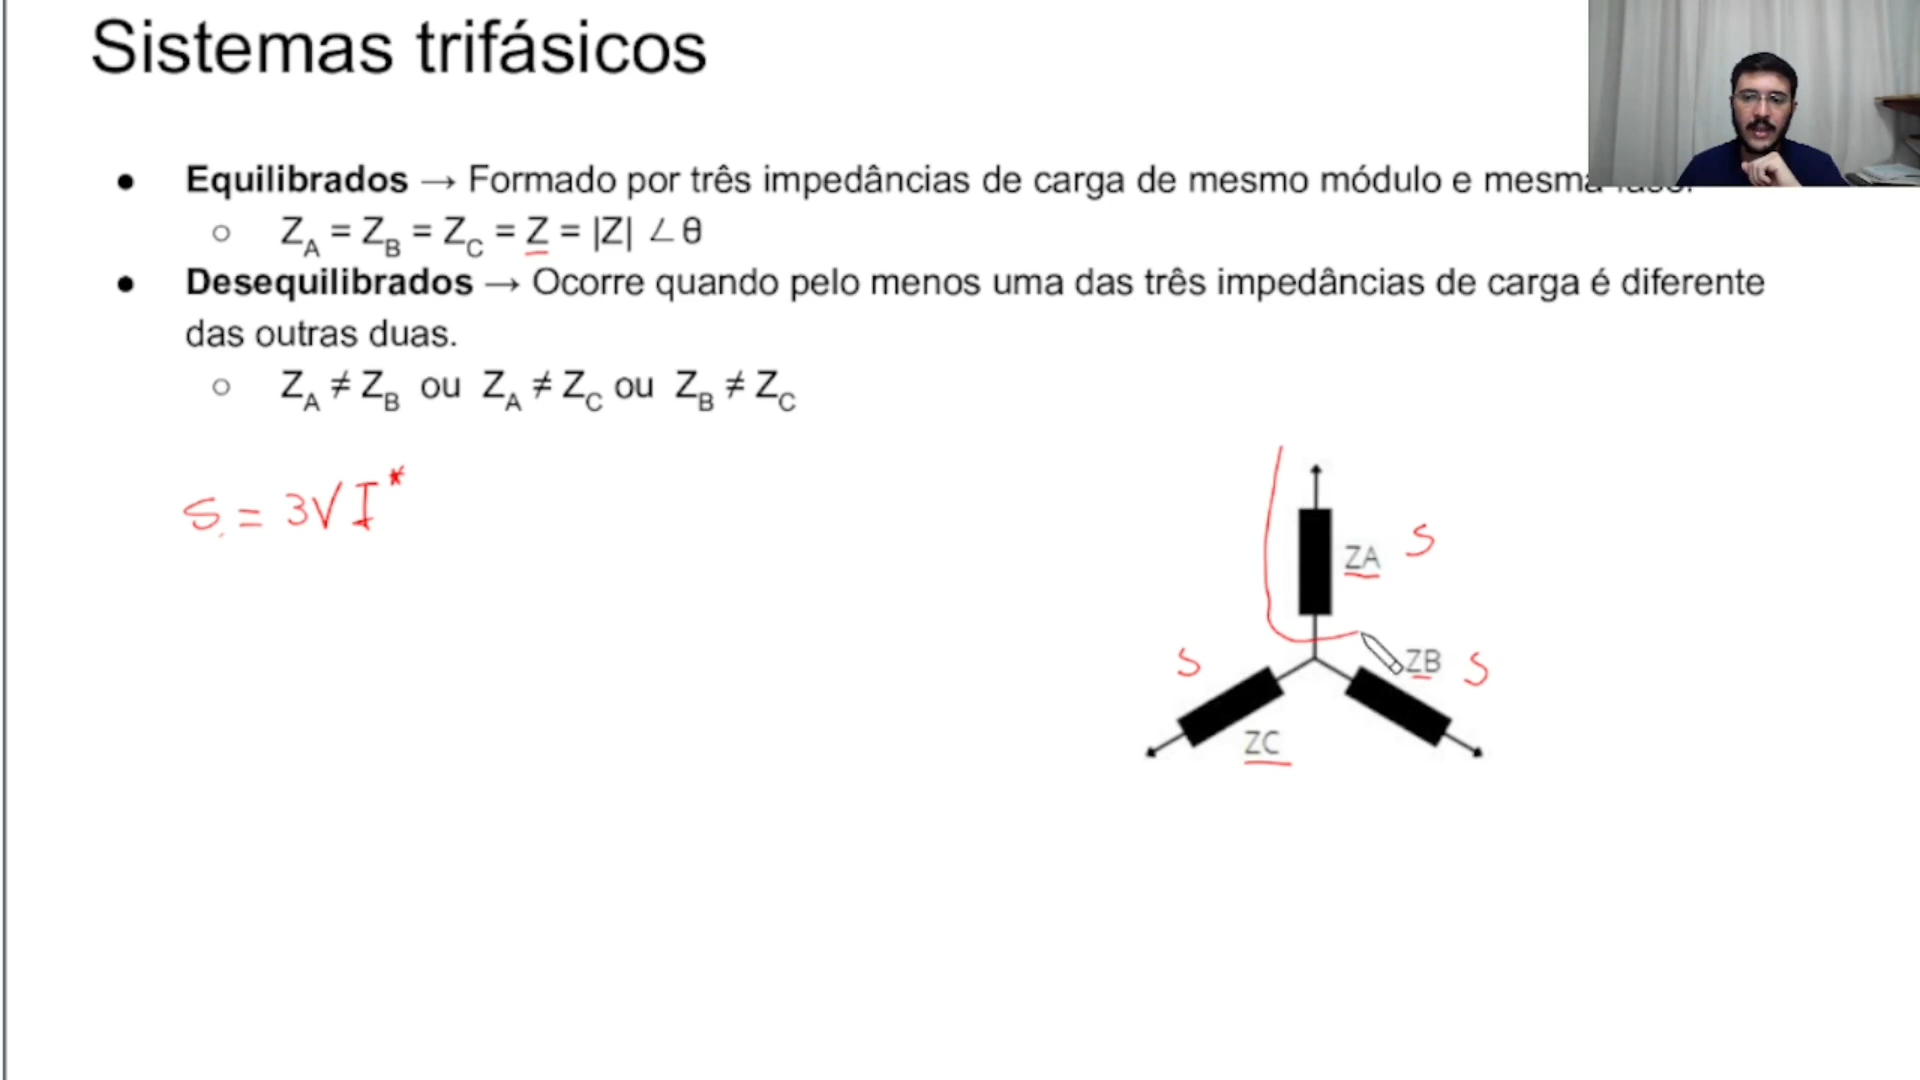 Sistemas trifásicos
● Equilibrados → Formado por três impedâncias de carga de mesmo módulo e mesma
○ Z_A = Z_B = Z_C = Z = |Z| ∠θ
● Desequilibrados → Ocorre quando pelo menos uma das três impedâncias de carga é diferente
das outras duas.
○ Z_A ≠ Z_B ou Z_A ≠ Z_C ou Z_B ≠ Z_C
S = 3VI*
ZA S
S
ZB S
ZC